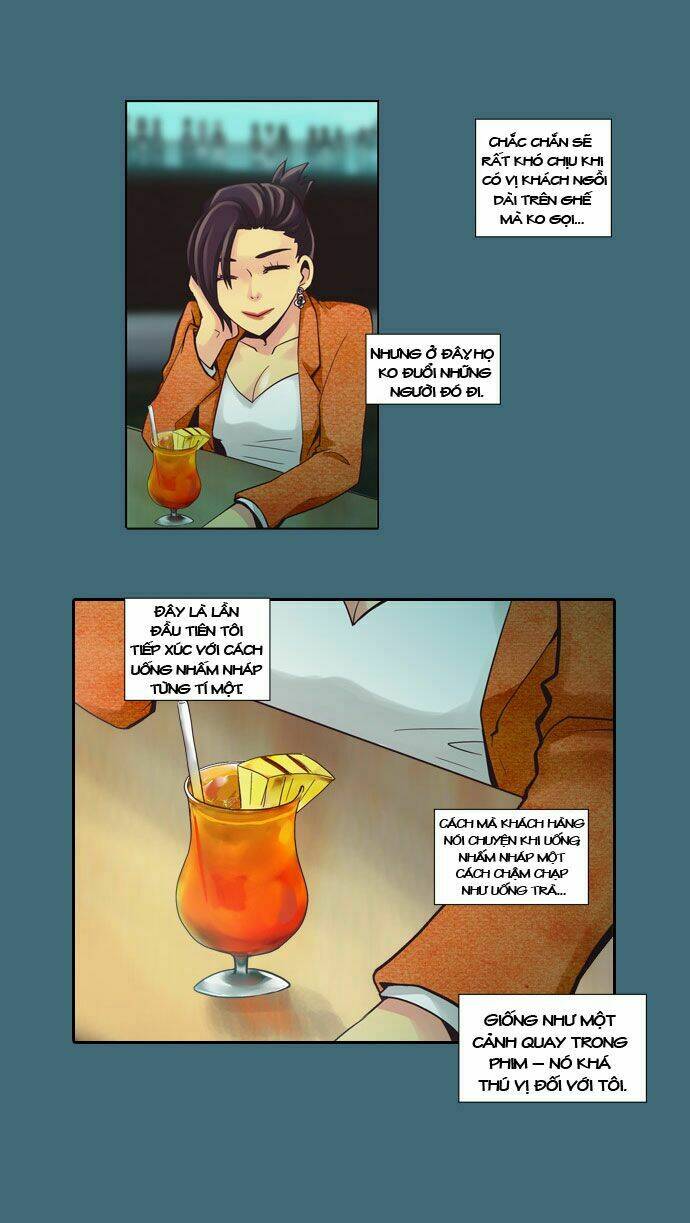 CHẮC CHẮN SẼ
RẤT KHÓ CHỊU KHI
CÓ VỊ KHÁCH NGỒI
DÀI TRÊN GHẾ
MÀ KO GỌI...
NHƯNG Ở ĐÂY, HỌ
KO ĐUỔI NHỮNG
NGƯỜI ĐÓ ĐI.
ĐÂY LÀ LẦN
ĐẦU TIÊN TÔI
TIẾP XÚC VỚI CÁCH
UỐNG NHẤM NHÁP
TỪNG TÍ MỘT.
CÁCH MÀ KHÁCH HÀNG
NÓI CHUYỆN KHI UỐNG,
NHẤM NHÁP MỘT
CÁCH CHẬM CHẠP
NHƯ UỐNG TRÀ...
GIỐNG NHƯ MỘT
CẢNH QUAY TRONG
PHIM – NÓ KHÁ
THÚ VỊ ĐỐI VỚI TÔI.